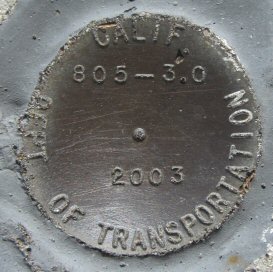 CALIF
DEPT OF TRANSPORTATION
805-3.0
2003